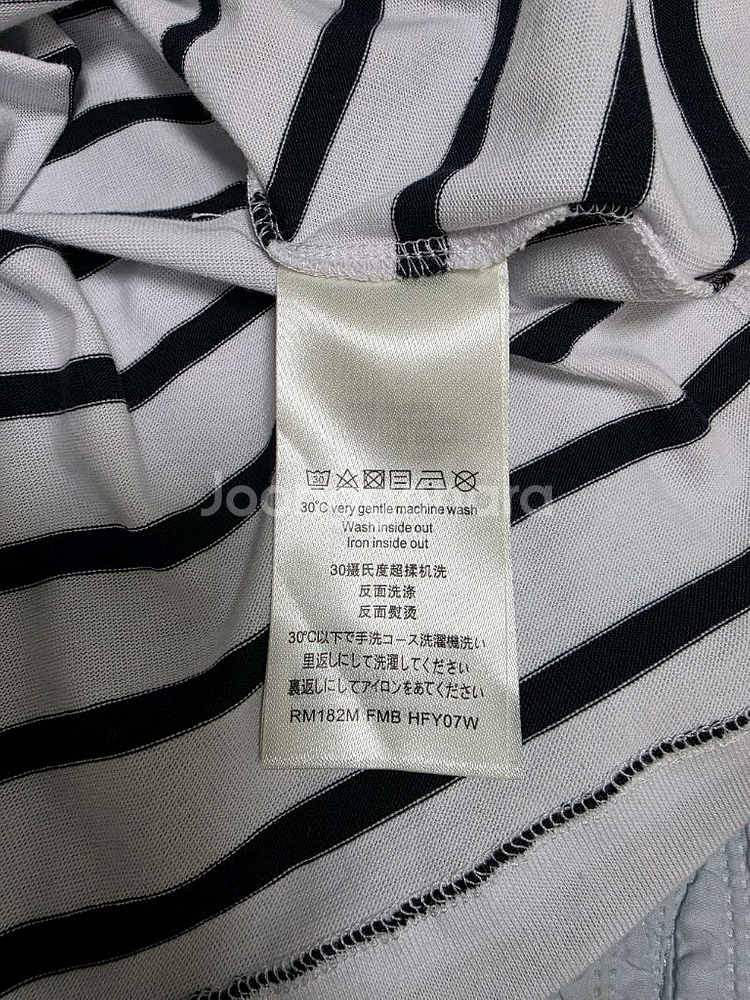 30
30°C very gentle machine wash
Wash inside out
Iron inside out
30摄氏度超揉机洗
反面洗涤
反面熨烫
30℃以下で手洗コース洗濯機洗い
里返しにして洗濯してください
裏返しにしてアイロンをあてください
RM182M FMB HFY07W